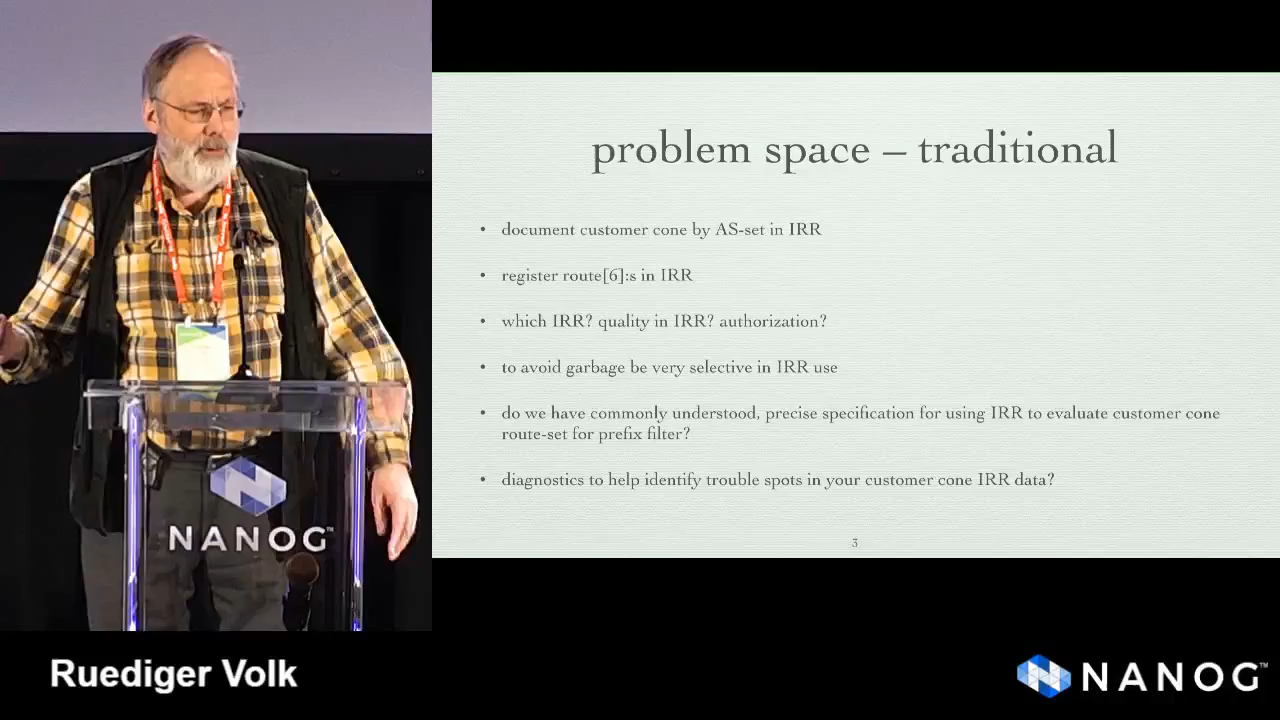 problem space – traditional
• document customer cone by AS-set in IRR
• register route[6]:s in IRR
• which IRR? quality in IRR? authorization?
• to avoid garbage be very selective in IRR use
• do we have commonly understood, precise specification for using IRR to evaluate customer cone
route-set for prefix filter?
• diagnostics to help identify trouble spots in your customer cone IRR data?
3
NANOG™
Ruediger Volk
NANOG™